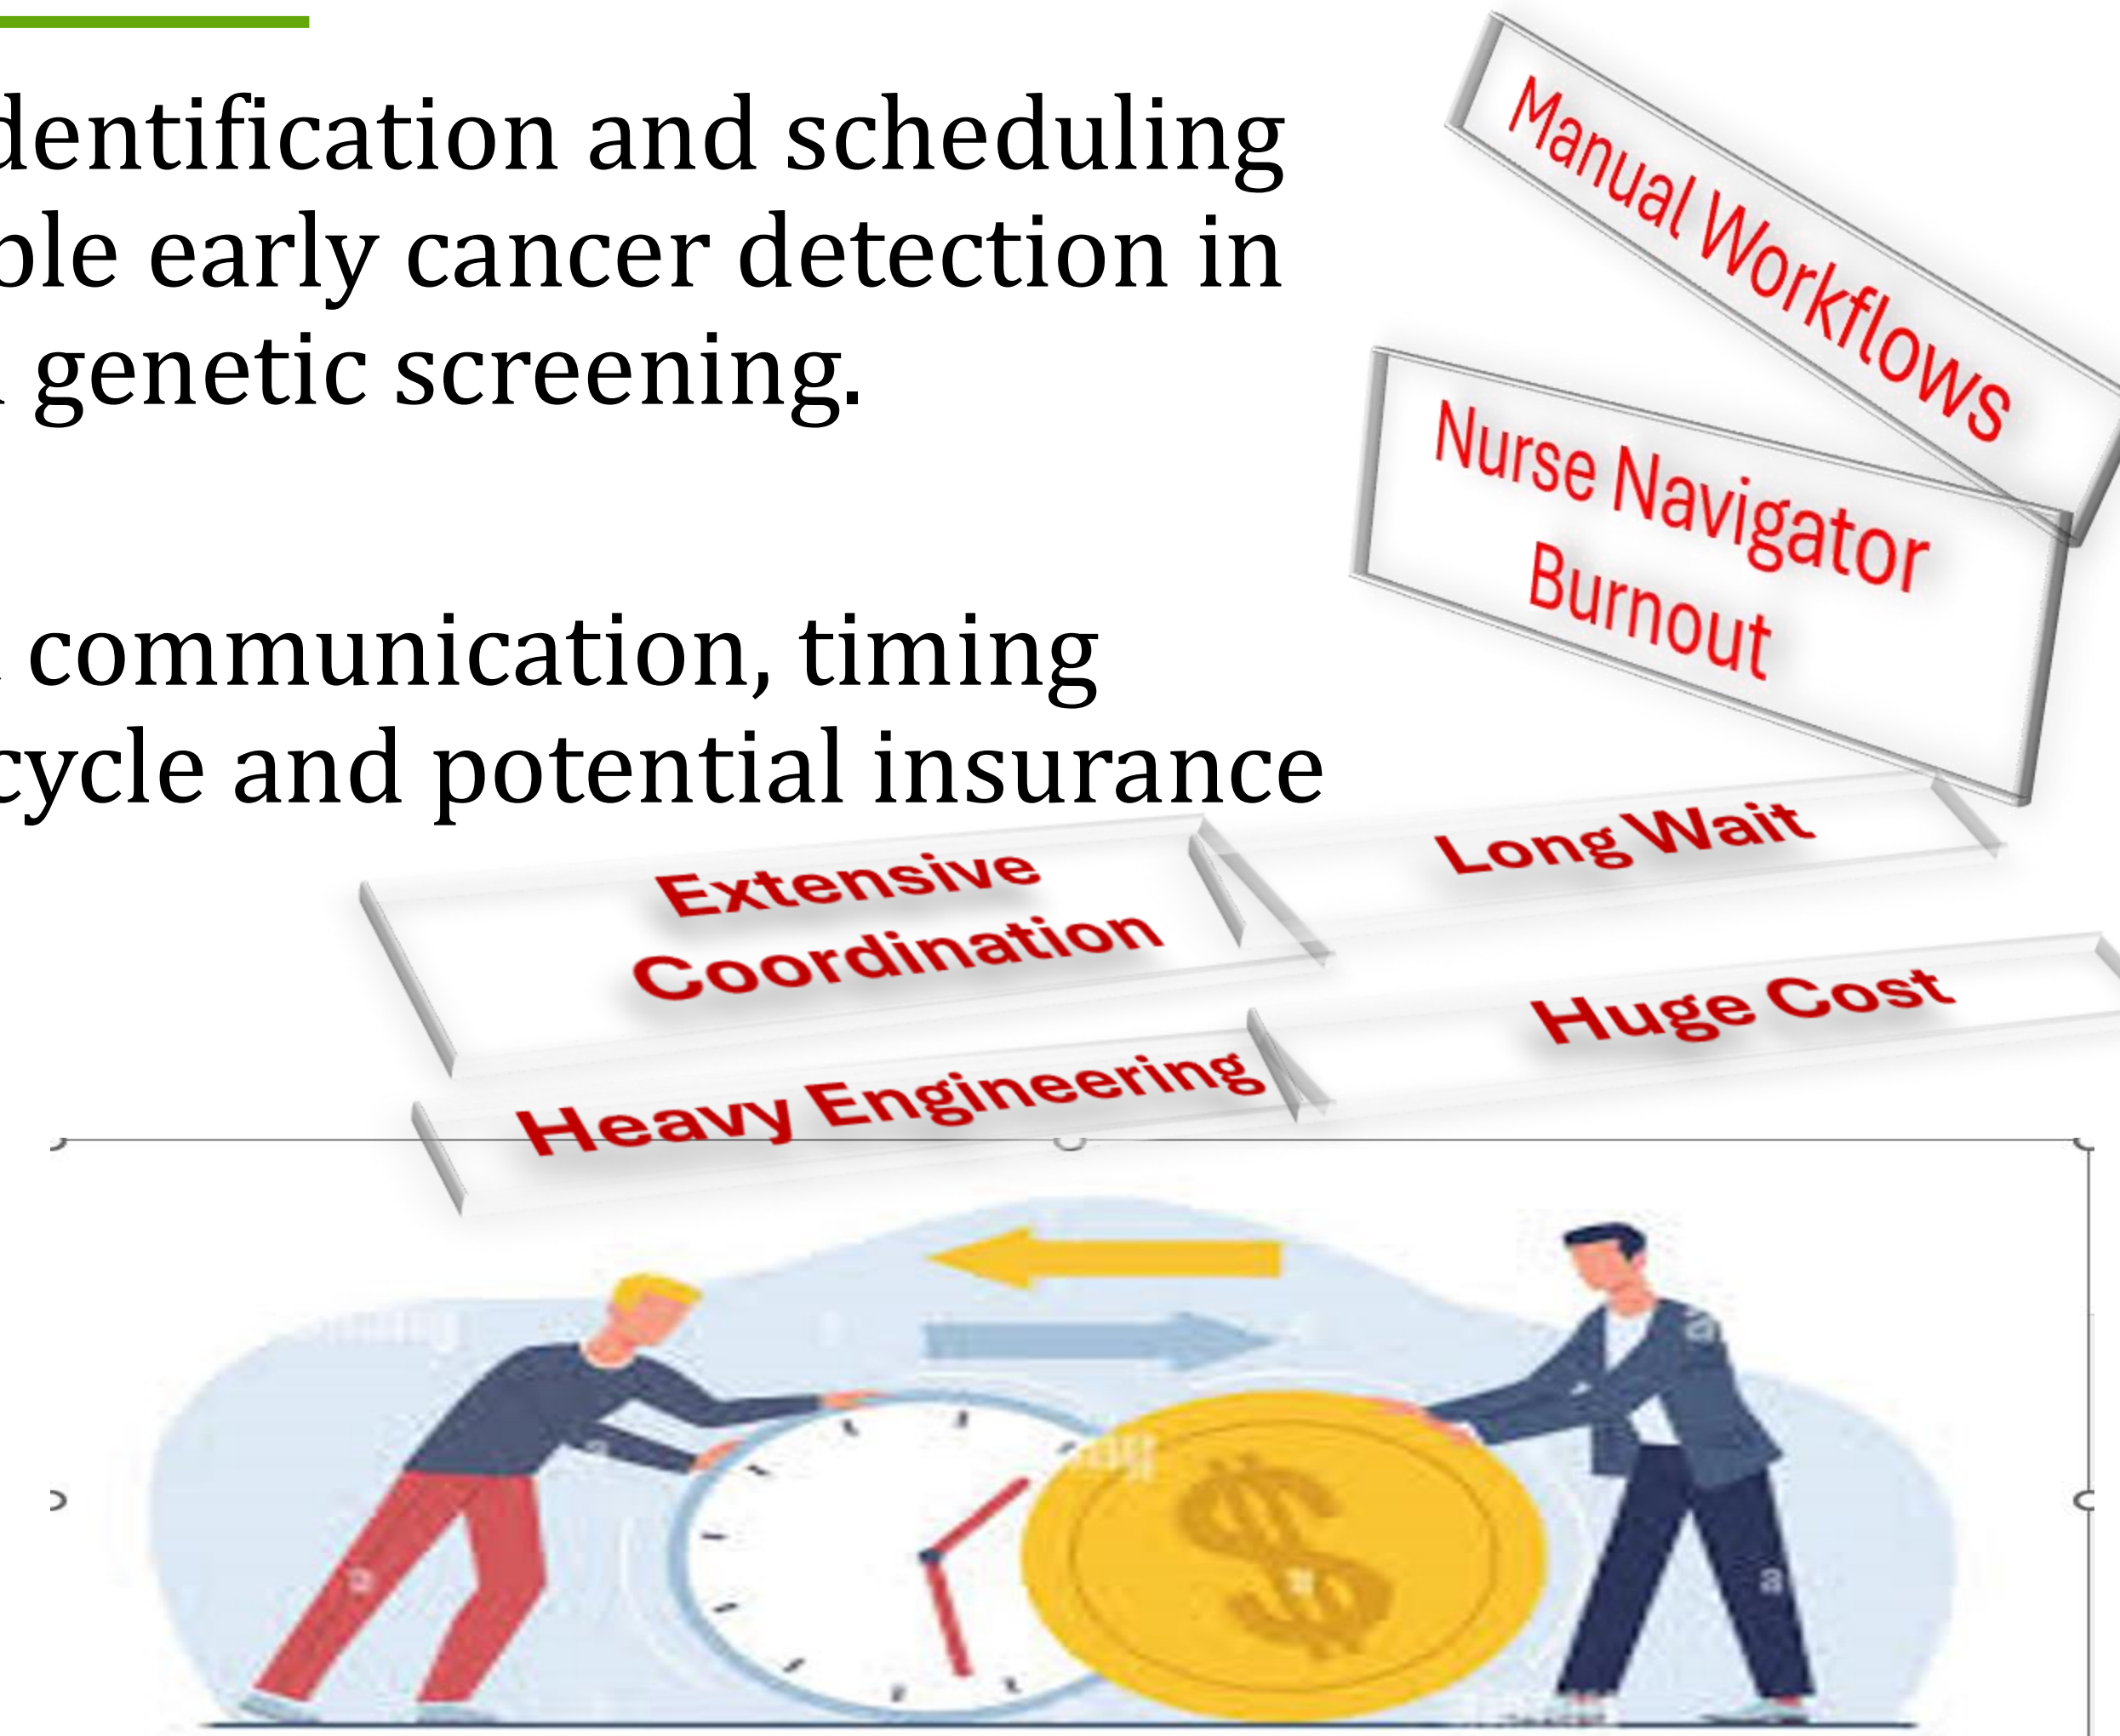 dentification and scheduling
ble early cancer detection in
genetic screening.
communication, timing
cycle and potential insurance
Manual Workflows
Nurse Navigator
Burnout
Extensive
Coordination
Long Wait
Heavy Engineering
Huge Cost